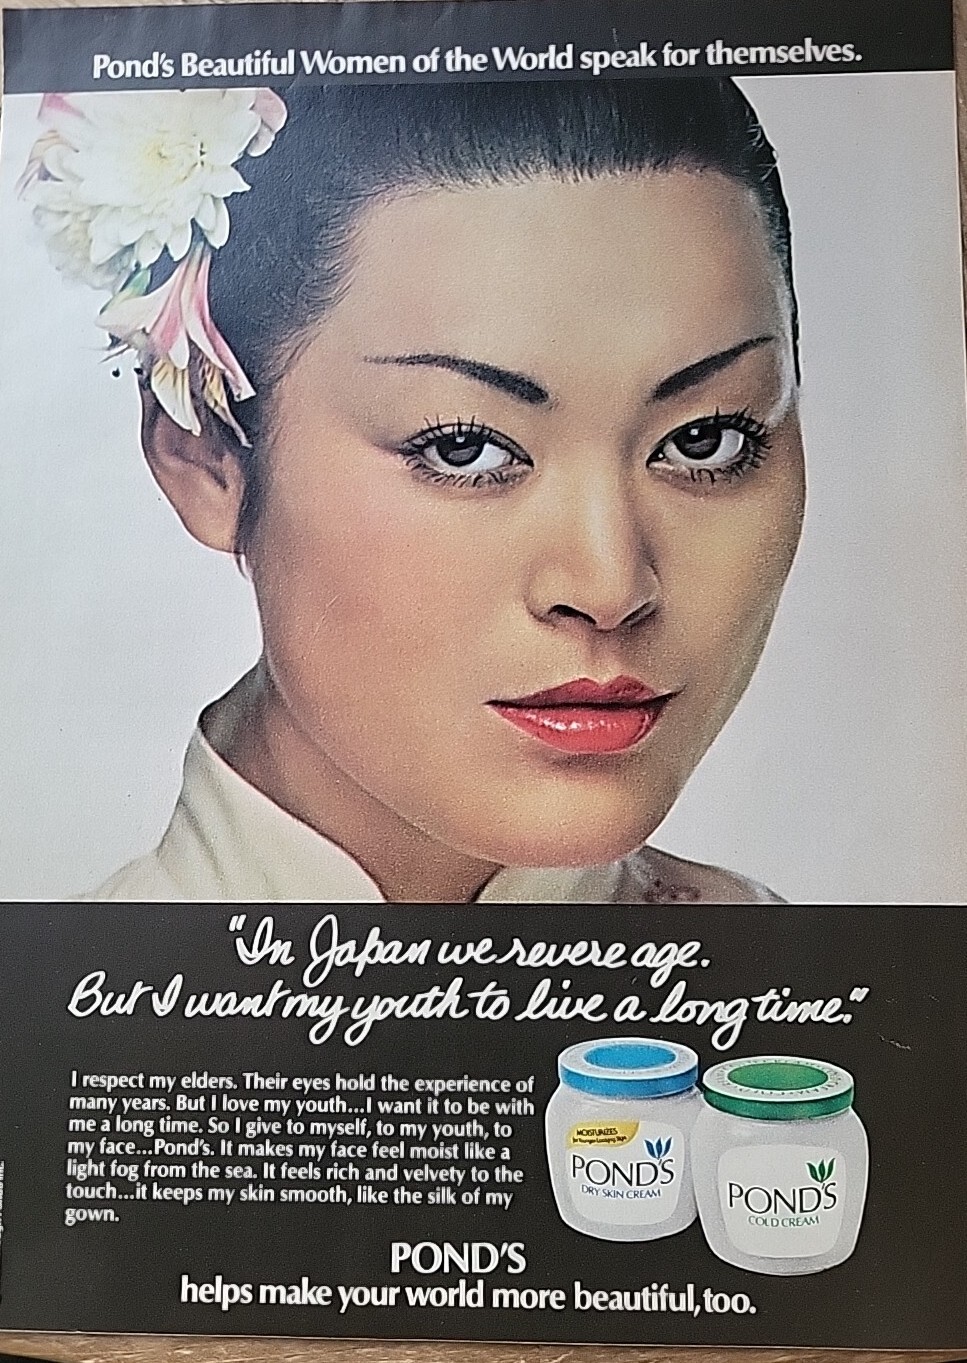 Pond's Beautiful Women of the World speak for themselves.
"In Japan we revere age.
But I want my youth to live a long time."
I respect my elders. Their eyes hold the experience of
many years. But I love my youth...I want it to be with
me a long time. So I give to myself, to my youth, to
my face...Pond's. It makes my face feel moist like a
light fog from the sea. It feels rich and velvety to the
touch...it keeps my skin smooth, like the silk of my
gown.
MOISTURIZES
for Younger Looking Skin
POND'S
DRY SKIN CREAM
POND'S
COLD CREAM
POND'S
helps make your world more beautiful, too.